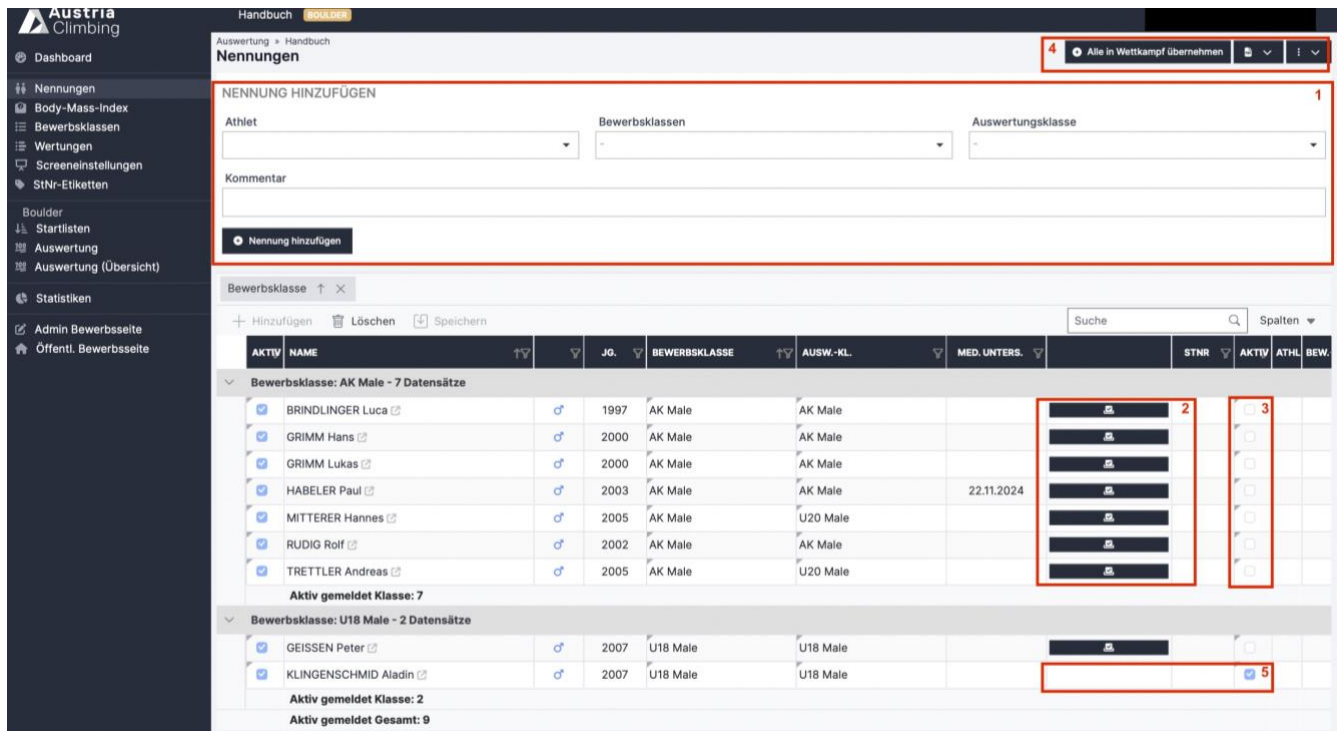 Austria
Climbing
Handbuch BOULDER
Dashboard
Nennungen
Body-Mass-Index
Bewerbsklassen
Wertungen
Screeneinstellungen
StNr-Etiketten
Boulder
Startlisten
Auswertung
Auswertung (Übersicht)
Statistiken
Admin Bewerbsseite
Öffentl. Bewerbsseite
Auswertung » Handbuch
Nennungen
4 Alle in Wettkampf übernehmen
NENNUNG HINZUFÜGEN 1
Athlet Bewerbsklassen Auswertungsklasse
- -
Kommentar
Nennung hinzufügen
Bewerbsklasse ↑ ×
+ Hinzufügen Löschen Speichern Suche Spalten
AKTIV NAME JG. BEWERBSKLASSE AUSW.-KL. MED. UNTERS. STNR AKTIV ATHL BEW.
Bewerbsklasse: AK Male - 7 Datensätze
BRINDLINGER Luca ♂ 1997 AK Male AK Male 2 3
GRIMM Hans ♂ 2000 AK Male AK Male
GRIMM Lukas ♂ 2000 AK Male AK Male
HABELER Paul ♂ 2003 AK Male AK Male 22.11.2024
MITTERER Hannes ♂ 2005 AK Male U20 Male
RUDIG Rolf ♂ 2002 AK Male AK Male
TRETTLER Andreas ♂ 2005 AK Male U20 Male
Aktiv gemeldet Klasse: 7
Bewerbsklasse: U18 Male - 2 Datensätze
GEISSEN Peter ♂ 2007 U18 Male U18 Male
KLINGENSCHMID Aladin ♂ 2007 U18 Male U18 Male 5
Aktiv gemeldet Klasse: 2
Aktiv gemeldet Gesamt: 9